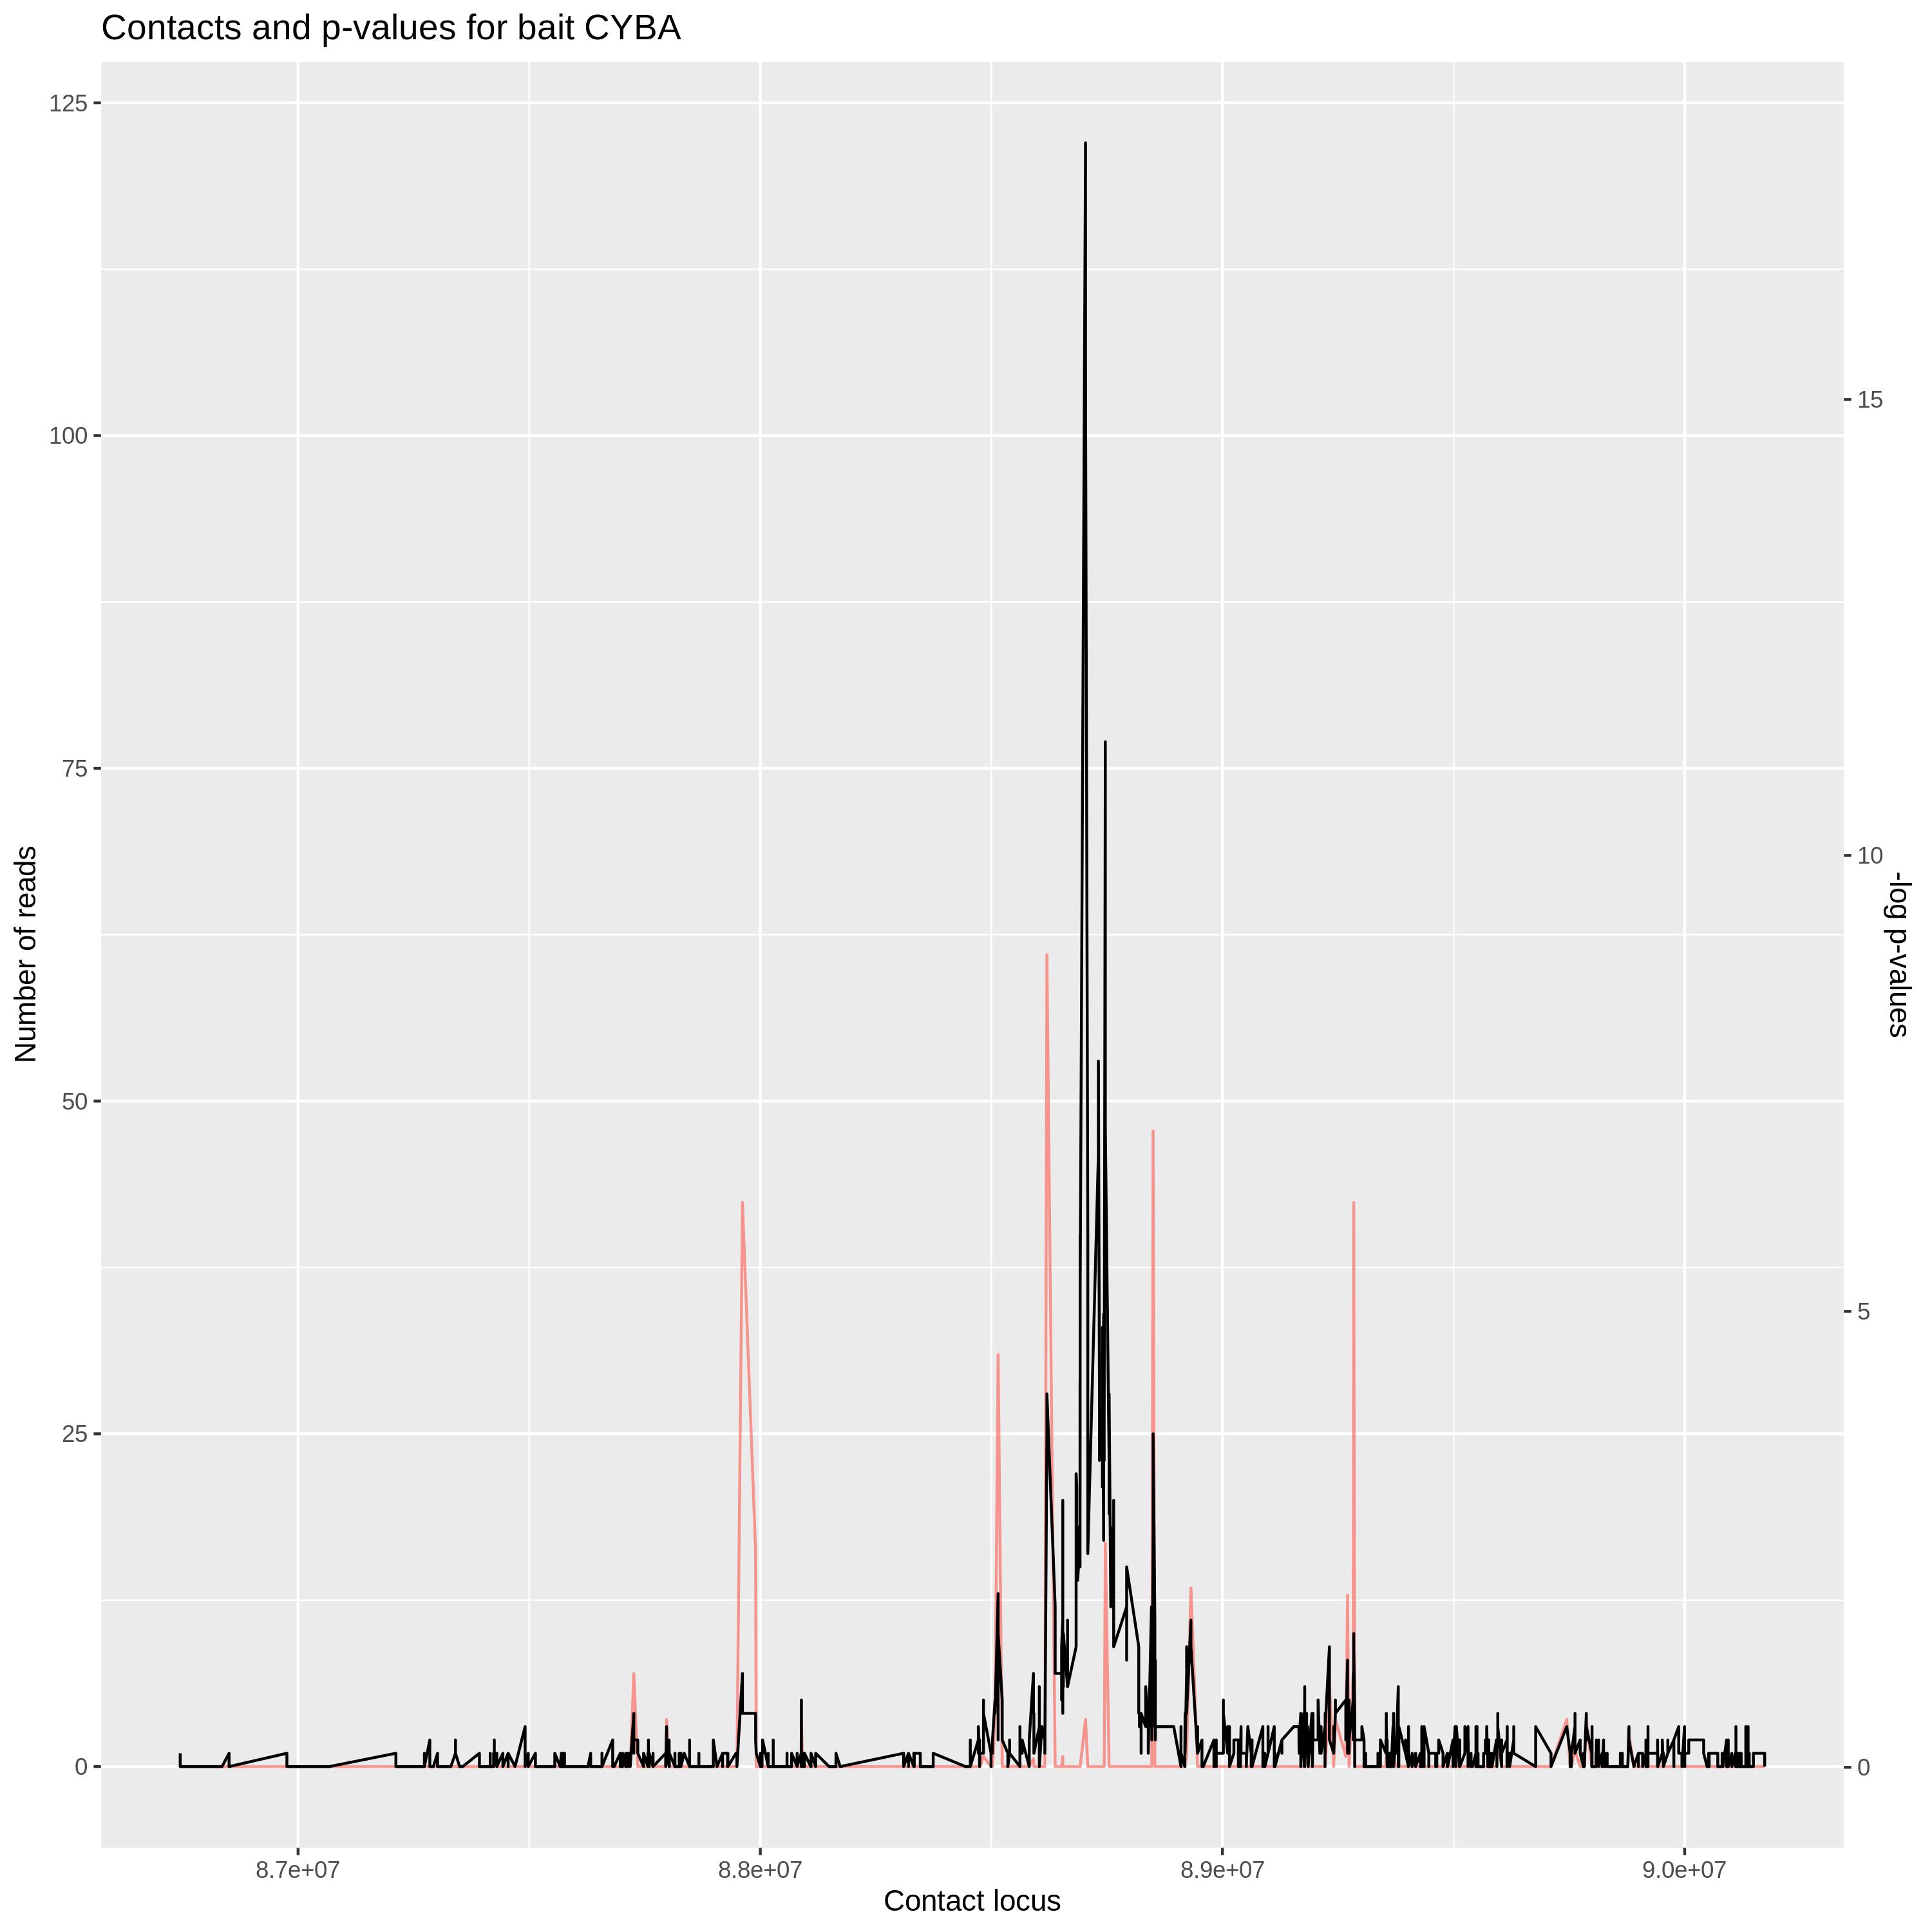 Contacts and p-values for bait CYBA
125
100
75
50
25
0
Number of reads
15
10
5
0
-log p-values
8.7e+07
8.8e+07
8.9e+07
9.0e+07
Contact locus